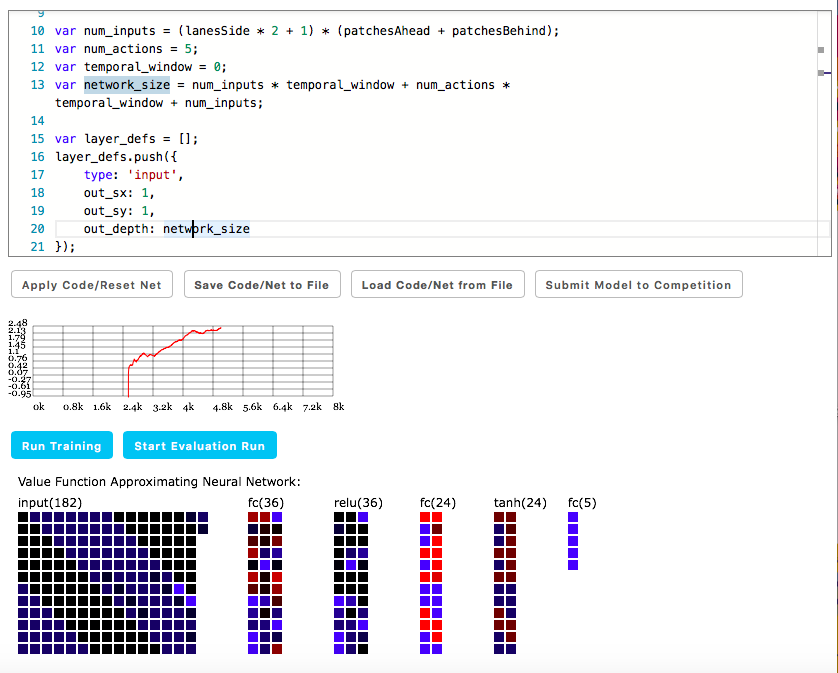 9
10 var num_inputs = (lanesSide * 2 + 1) * (patchesAhead + patchesBehind);
11 var num_actions = 5;
12 var temporal_window = 0;
13 var network_size = num_inputs * temporal_window + num_actions *
temporal_window + num_inputs;
14
15 var layer_defs = [];
16 layer_defs.push({
17     type: 'input',
18     out_sx: 1,
19     out_sy: 1,
20     out_depth: network_size
21 });
Apply Code/Reset Net Save Code/Net to File Load Code/Net from File Submit Model to Competition
2.48
2.13
1.79
1.45
1.1
0.76
0.42
0.07
-0.27
-0.61
-0.95
0k 0.8k 1.6k 2.4k 3.2k 4k 4.8k 5.6k 6.4k 7.2k 8k
Run Training Start Evaluation Run
Value Function Approximating Neural Network:
input(182) fc(36) relu(36) fc(24) tanh(24) fc(5)